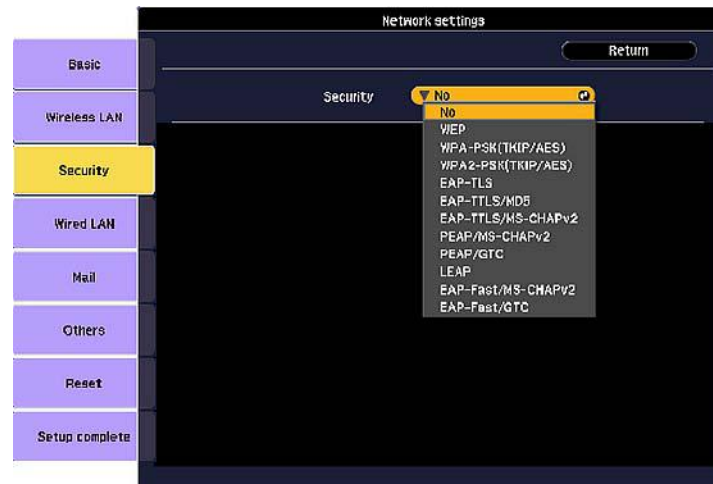 Network settings
Return
Basic
Wireless LAN
Security
Wired LAN
Mail
Others
Reset
Setup complete
Security
No
No
WEP
WPA-PSK(TKIP/AES)
WPA2-PSK(TKIP/AES)
EAP-TLS
EAP-TTLS/MD5
EAP-TTLS/MS-CHAPv2
PEAP/MS-CHAPv2
PEAP/GTC
LEAP
EAP-Fast/MS-CHAPv2
EAP-Fast/GTC